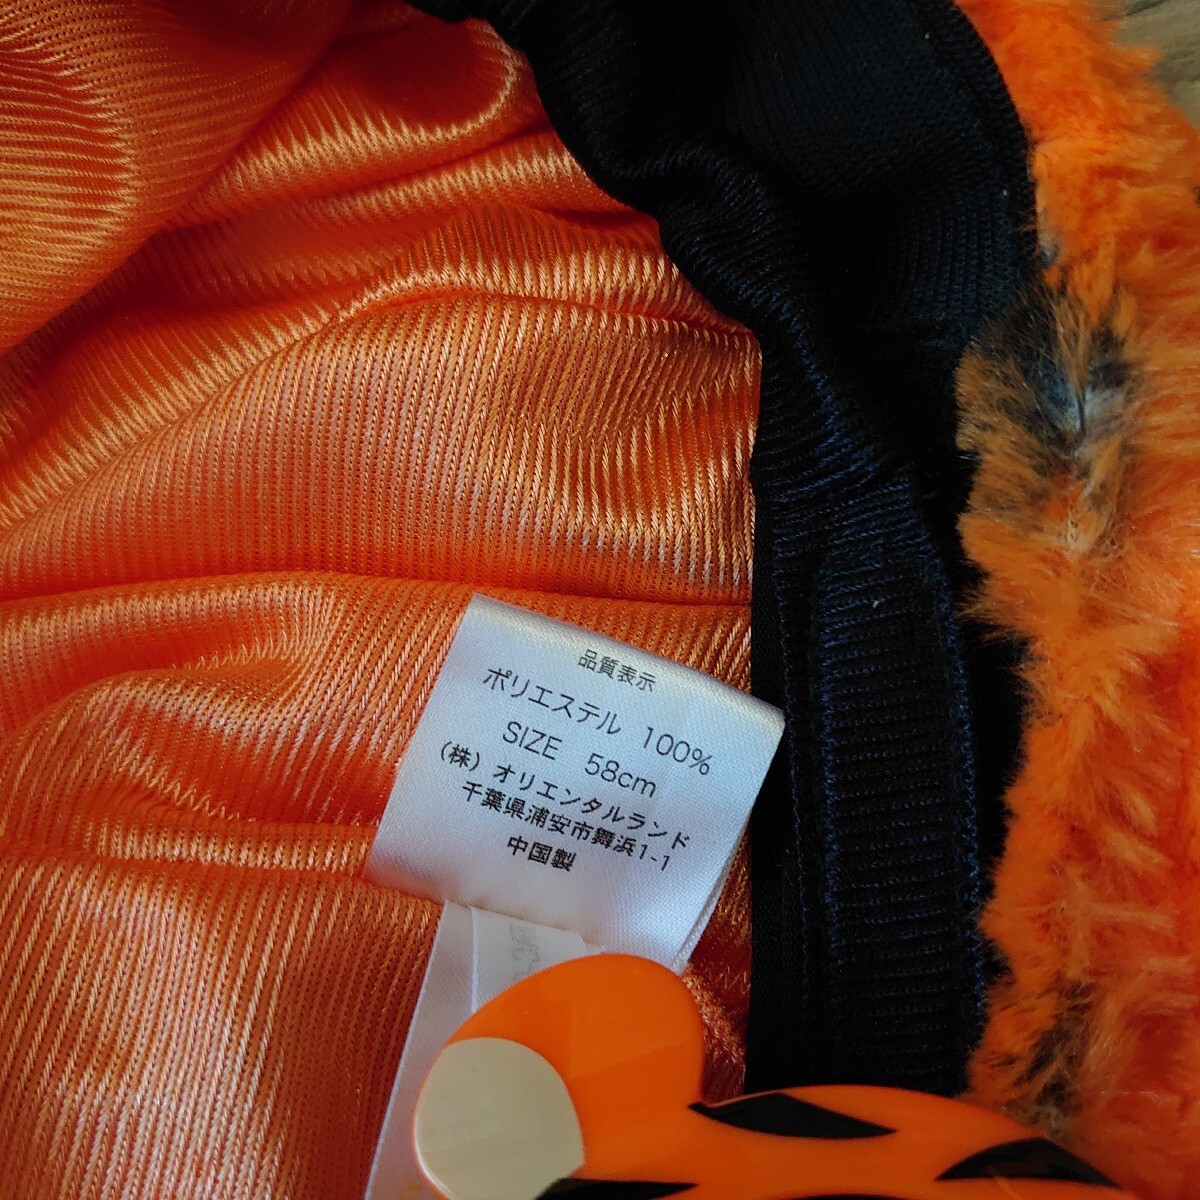 品質表示
ポリエステル 100%
SIZE 58cm
(株) オリエンタルランド
千葉県浦安市舞浜1-1
中国製